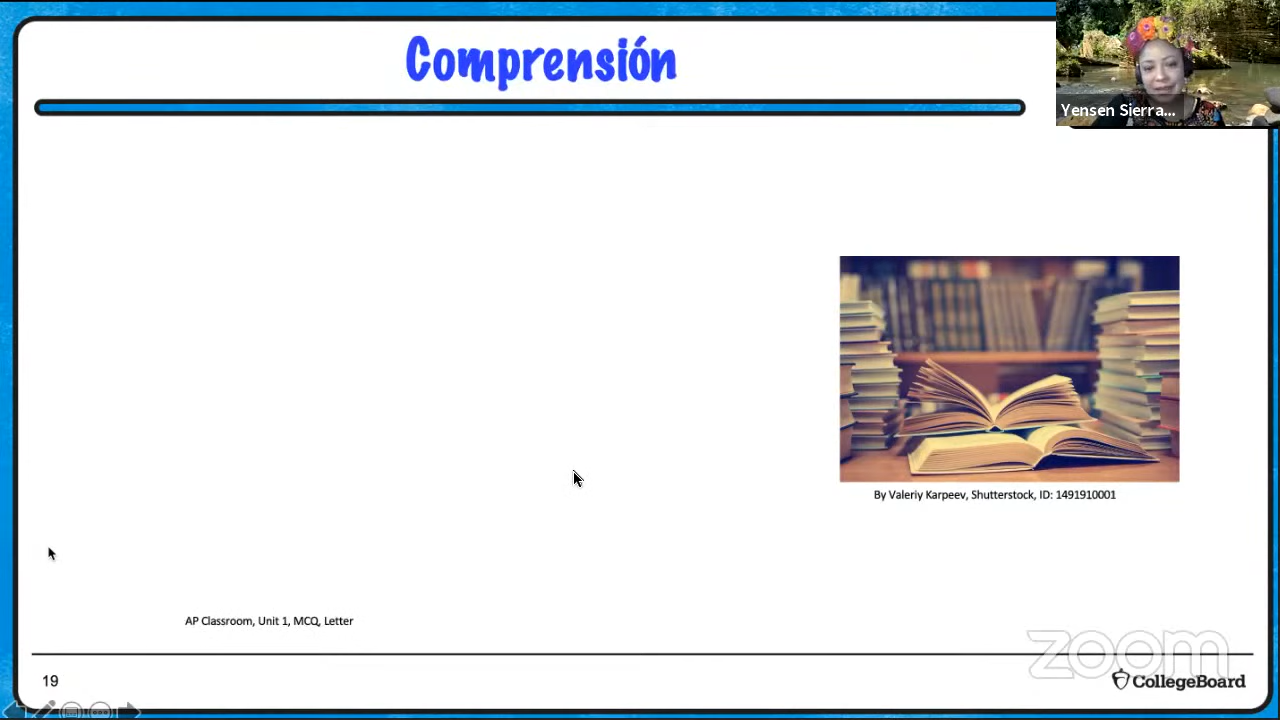 Comprensión
Yensen Sierra...
By Valeriy Karpeev, Shutterstock, ID: 1491910001
AP Classroom, Unit 1, MCQ, Letter
zoom
19
CollegeBoard